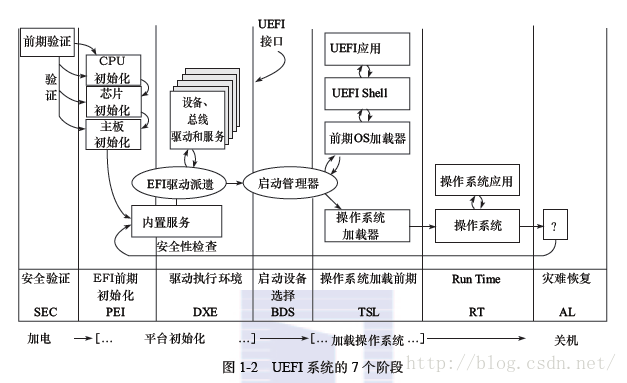 UEFI
接口
前期验证
验
证
CPU
初始化
芯片
初始化
主板
初始化
设备、
总线
驱动和服务
UEFI应用
UEFI Shell
前期OS加载器
EFI驱动派遣
启动管理器
操作系统应用
内置服务
操作系统
加载器
操作系统
?
安全性检查
安全验证
EFI前期
初始化
驱动执行环境
启动设备
选择
操作系统加载前期
Run Time
灾难恢复
SEC
PEI
DXE
BDS
TSL
RT
AL
加电
[… 平台初始化 …]
[… 加载操作系统 …]
关机
图 1-2 UEFI 系统的 7 个阶段
http://blog.csdn.net/